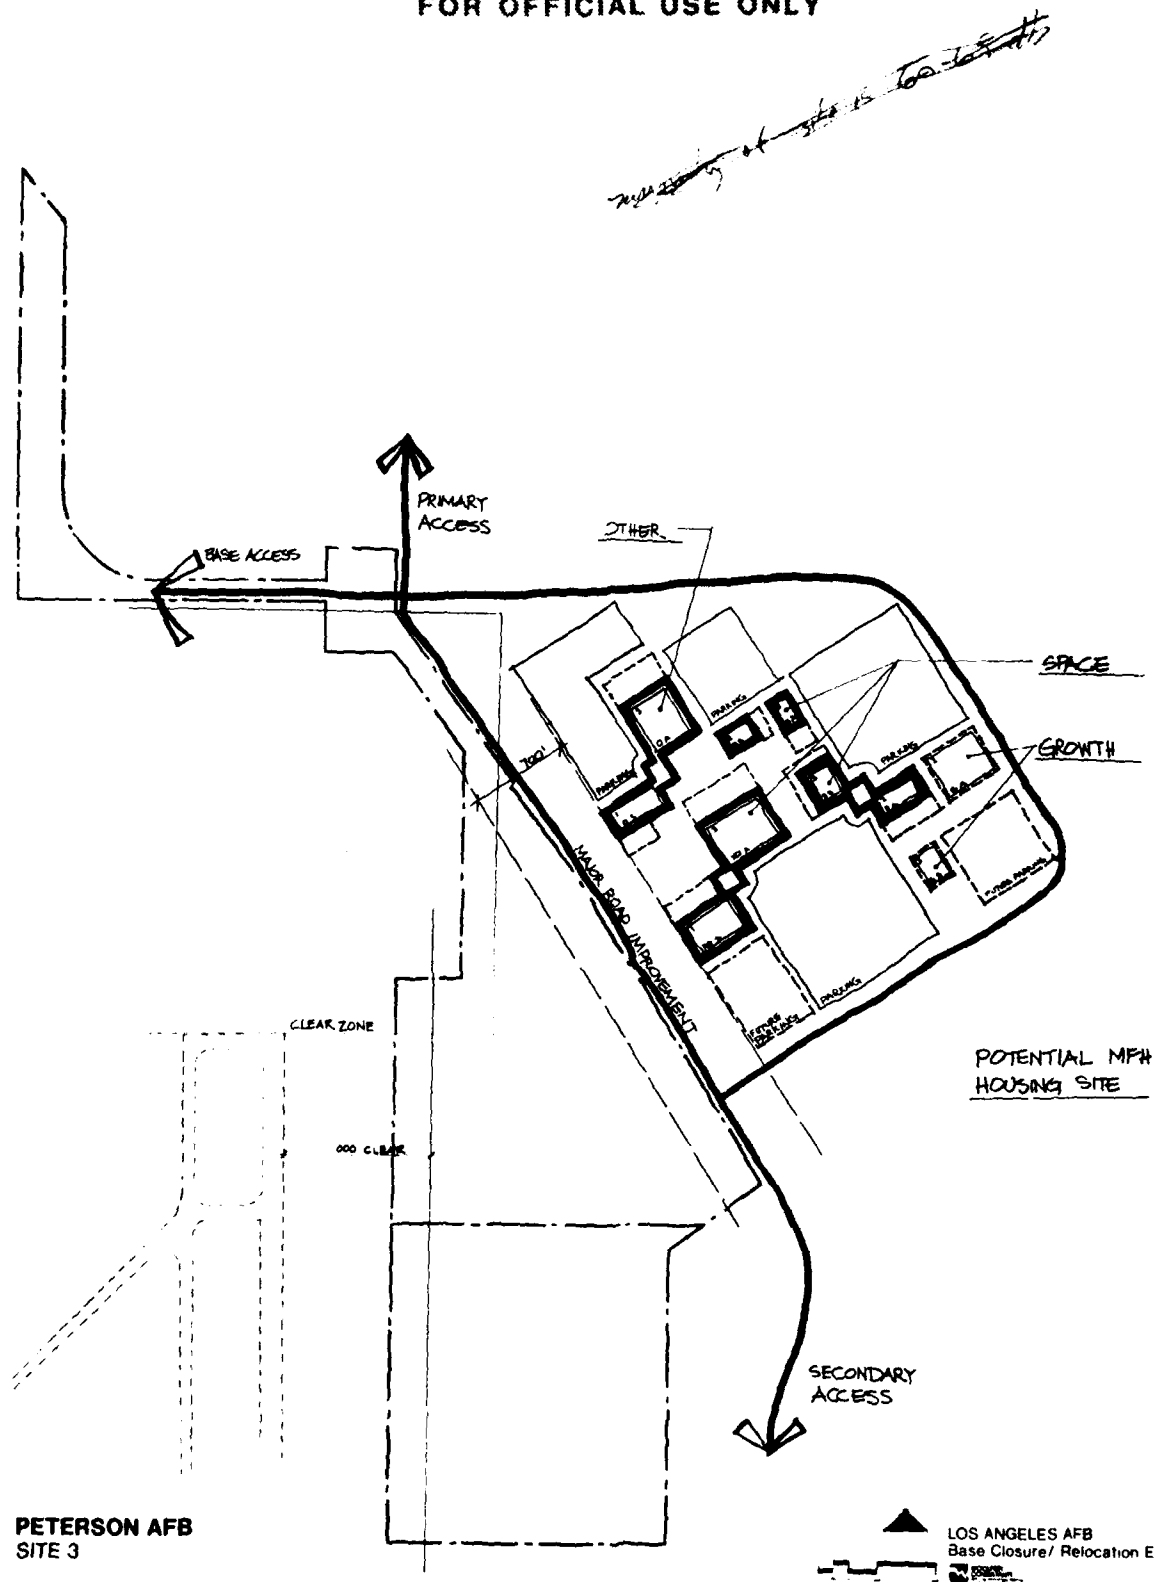 FOR OFFICIAL USE ONLY
PRIMARY
ACCESS
BASE ACCESS
OTHER
SPACE
PARKING
GROWTH
PARKING
700'
PARKING
MAJOR ROAD IMPROVEMENT
FUTURE PARKING
PARKING
FUTURE
PARKING
CLEAR ZONE
POTENTIAL MFH
HOUSING SITE
000 CLEAR
SECONDARY
ACCESS
PETERSON AFB
SITE 3
LOS ANGELES AFB
Base Closure/ Relocation E